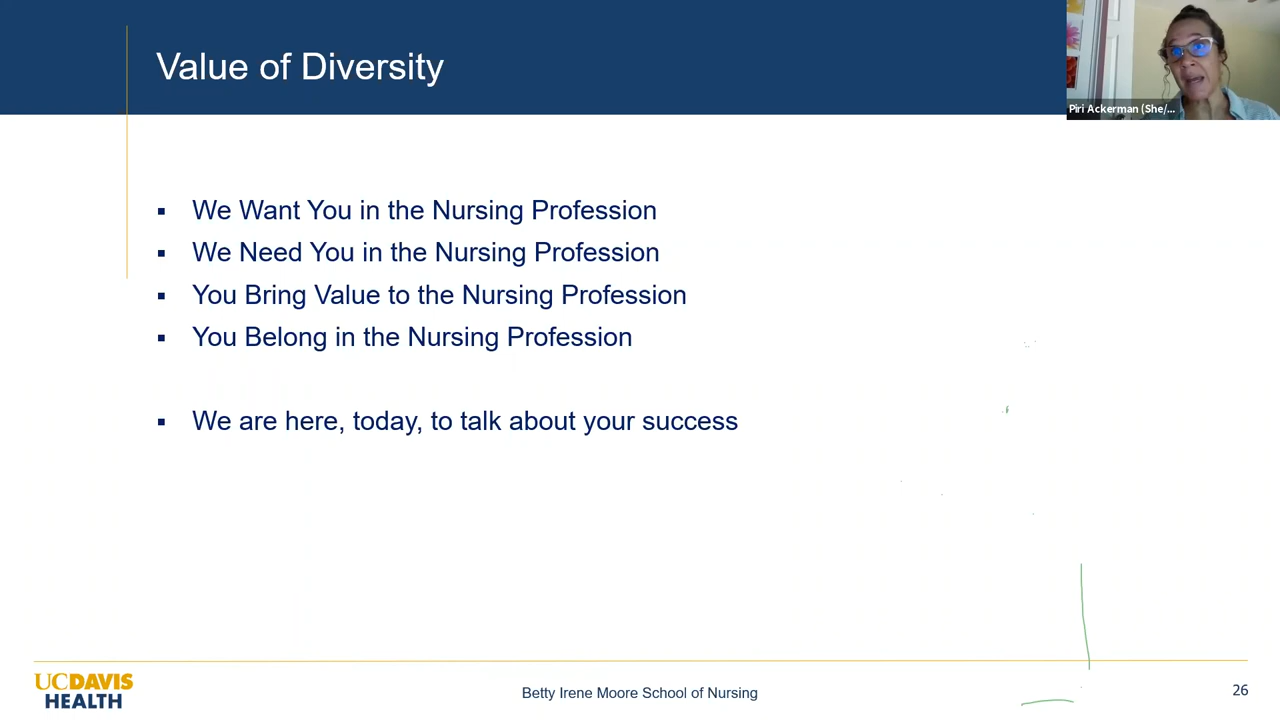 Value of Diversity
Piri Ackerman (She/...
We Want You in the Nursing Profession
We Need You in the Nursing Profession
You Bring Value to the Nursing Profession
You Belong in the Nursing Profession
We are here, today, to talk about your success
UCDAVIS
HEALTH
Betty Irene Moore School of Nursing
26